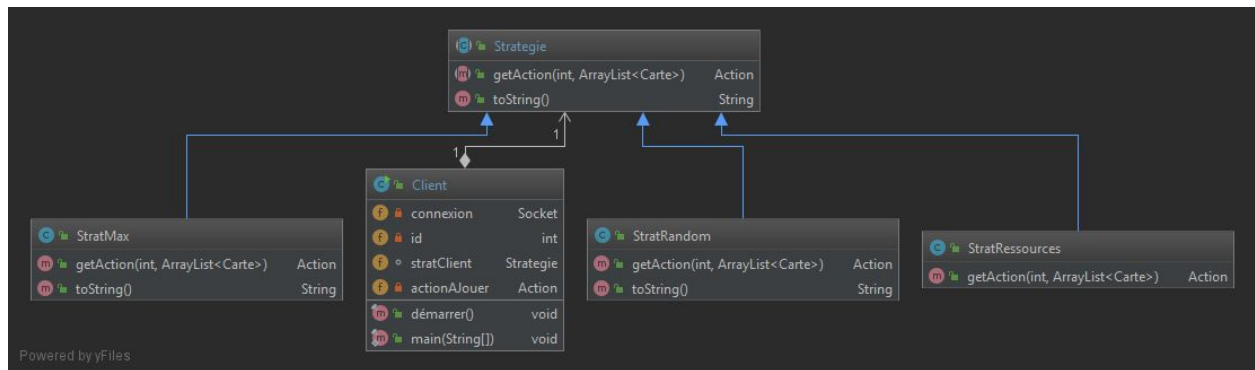 Strategie
getAction(int, ArrayList<Carte>) Action
toString() String
1
1
Client
connexion Socket
id int
stratClient Strategie
actionAJouer Action
démarrer() void
main(String[]) void
StratMax
getAction(int, ArrayList<Carte>) Action
toString() String
StratRandom
getAction(int, ArrayList<Carte>) Action
toString() String
StratRessources
getAction(int, ArrayList<Carte>) Action
Powered by yFiles